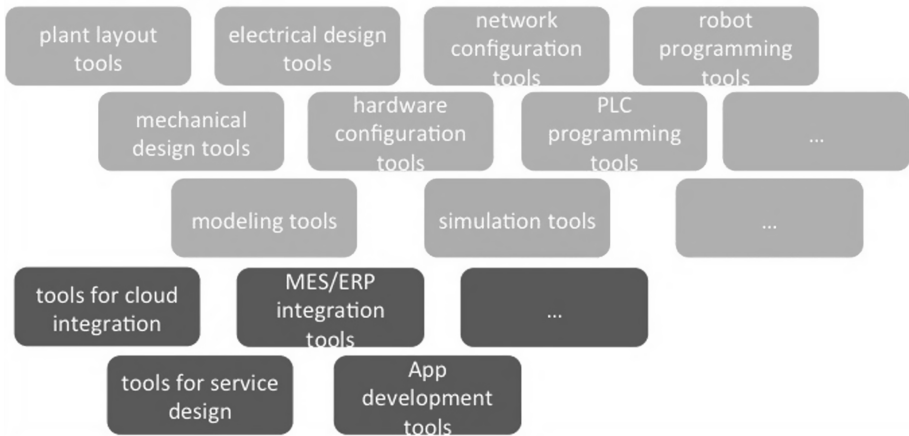 plant layout
tools
electrical design
tools
network
configuration
tools
robot
programming
tools
mechanical
design tools
hardware
configuration
tools
PLC
programming
tools
...
modeling tools
simulation tools
...
tools for cloud
integration
MES/ERP
integration
tools
...
tools for service
design
App
development
tools